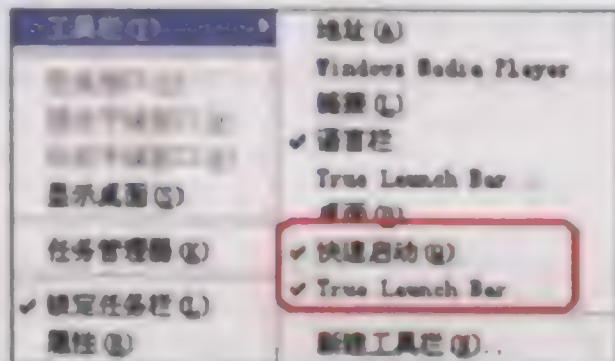 工具栏(T)
显示桌面(S)
任务管理器(K)
✓ 锁定任务栏(L)
属性(R)
地址(A)
Windows Media Player
链接(L)
✓ 语言栏
True Launch Bar
桌面(D)
✓ 快速启动(Q)
✓ True Launch Bar
新建工具栏(N)...